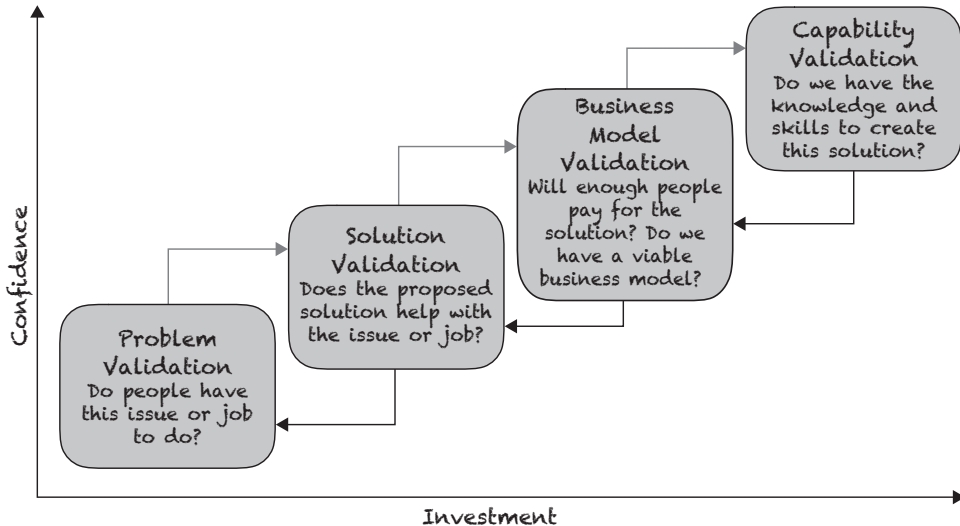 Capability
Validation
Do we have the
knowledge and
skills to create
this solution?
Business
Model
Validation
Will enough people
pay for the
solution? Do we
have a viable
business model?
Solution
Validation
Does the proposed
solution help with
the issue or job?
Problem
Validation
Do people have
this issue or job
to do?
Confidence
Investment